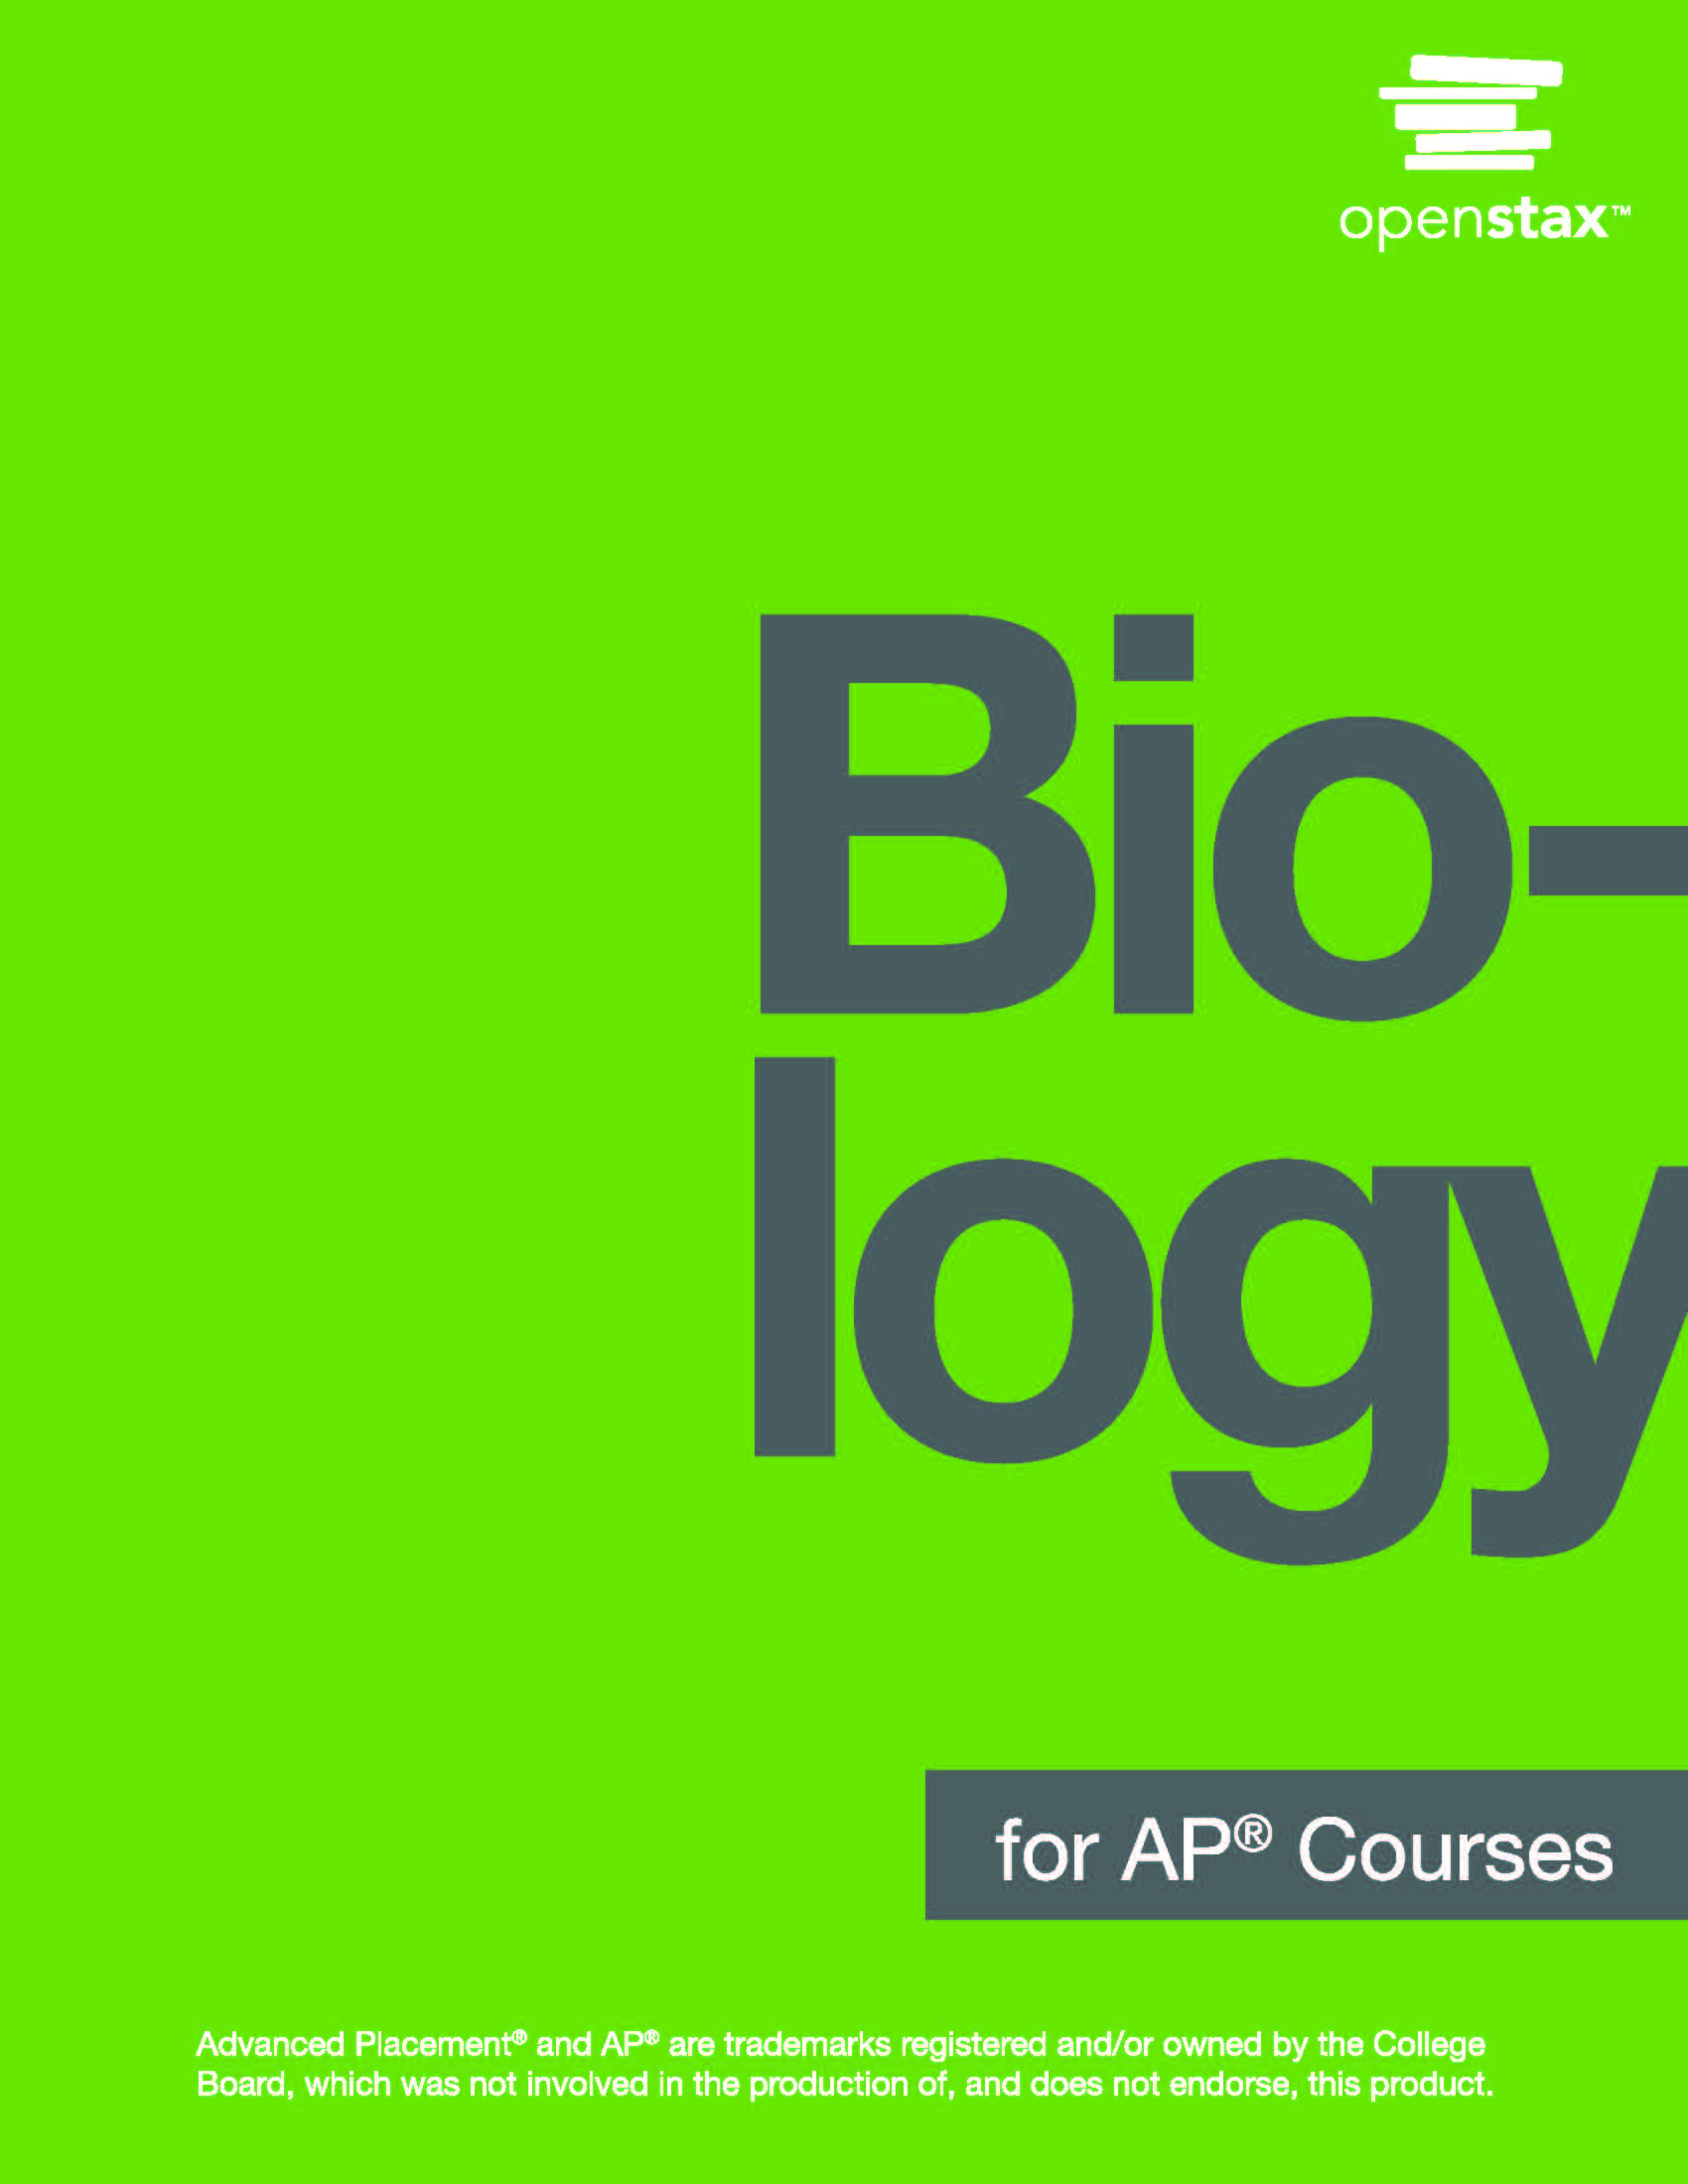 openstax™
Bio-
logy
for AP® Courses
Advanced Placement® and AP® are trademarks registered and/or owned by the College
Board, which was not involved in the production of, and does not endorse, this product.